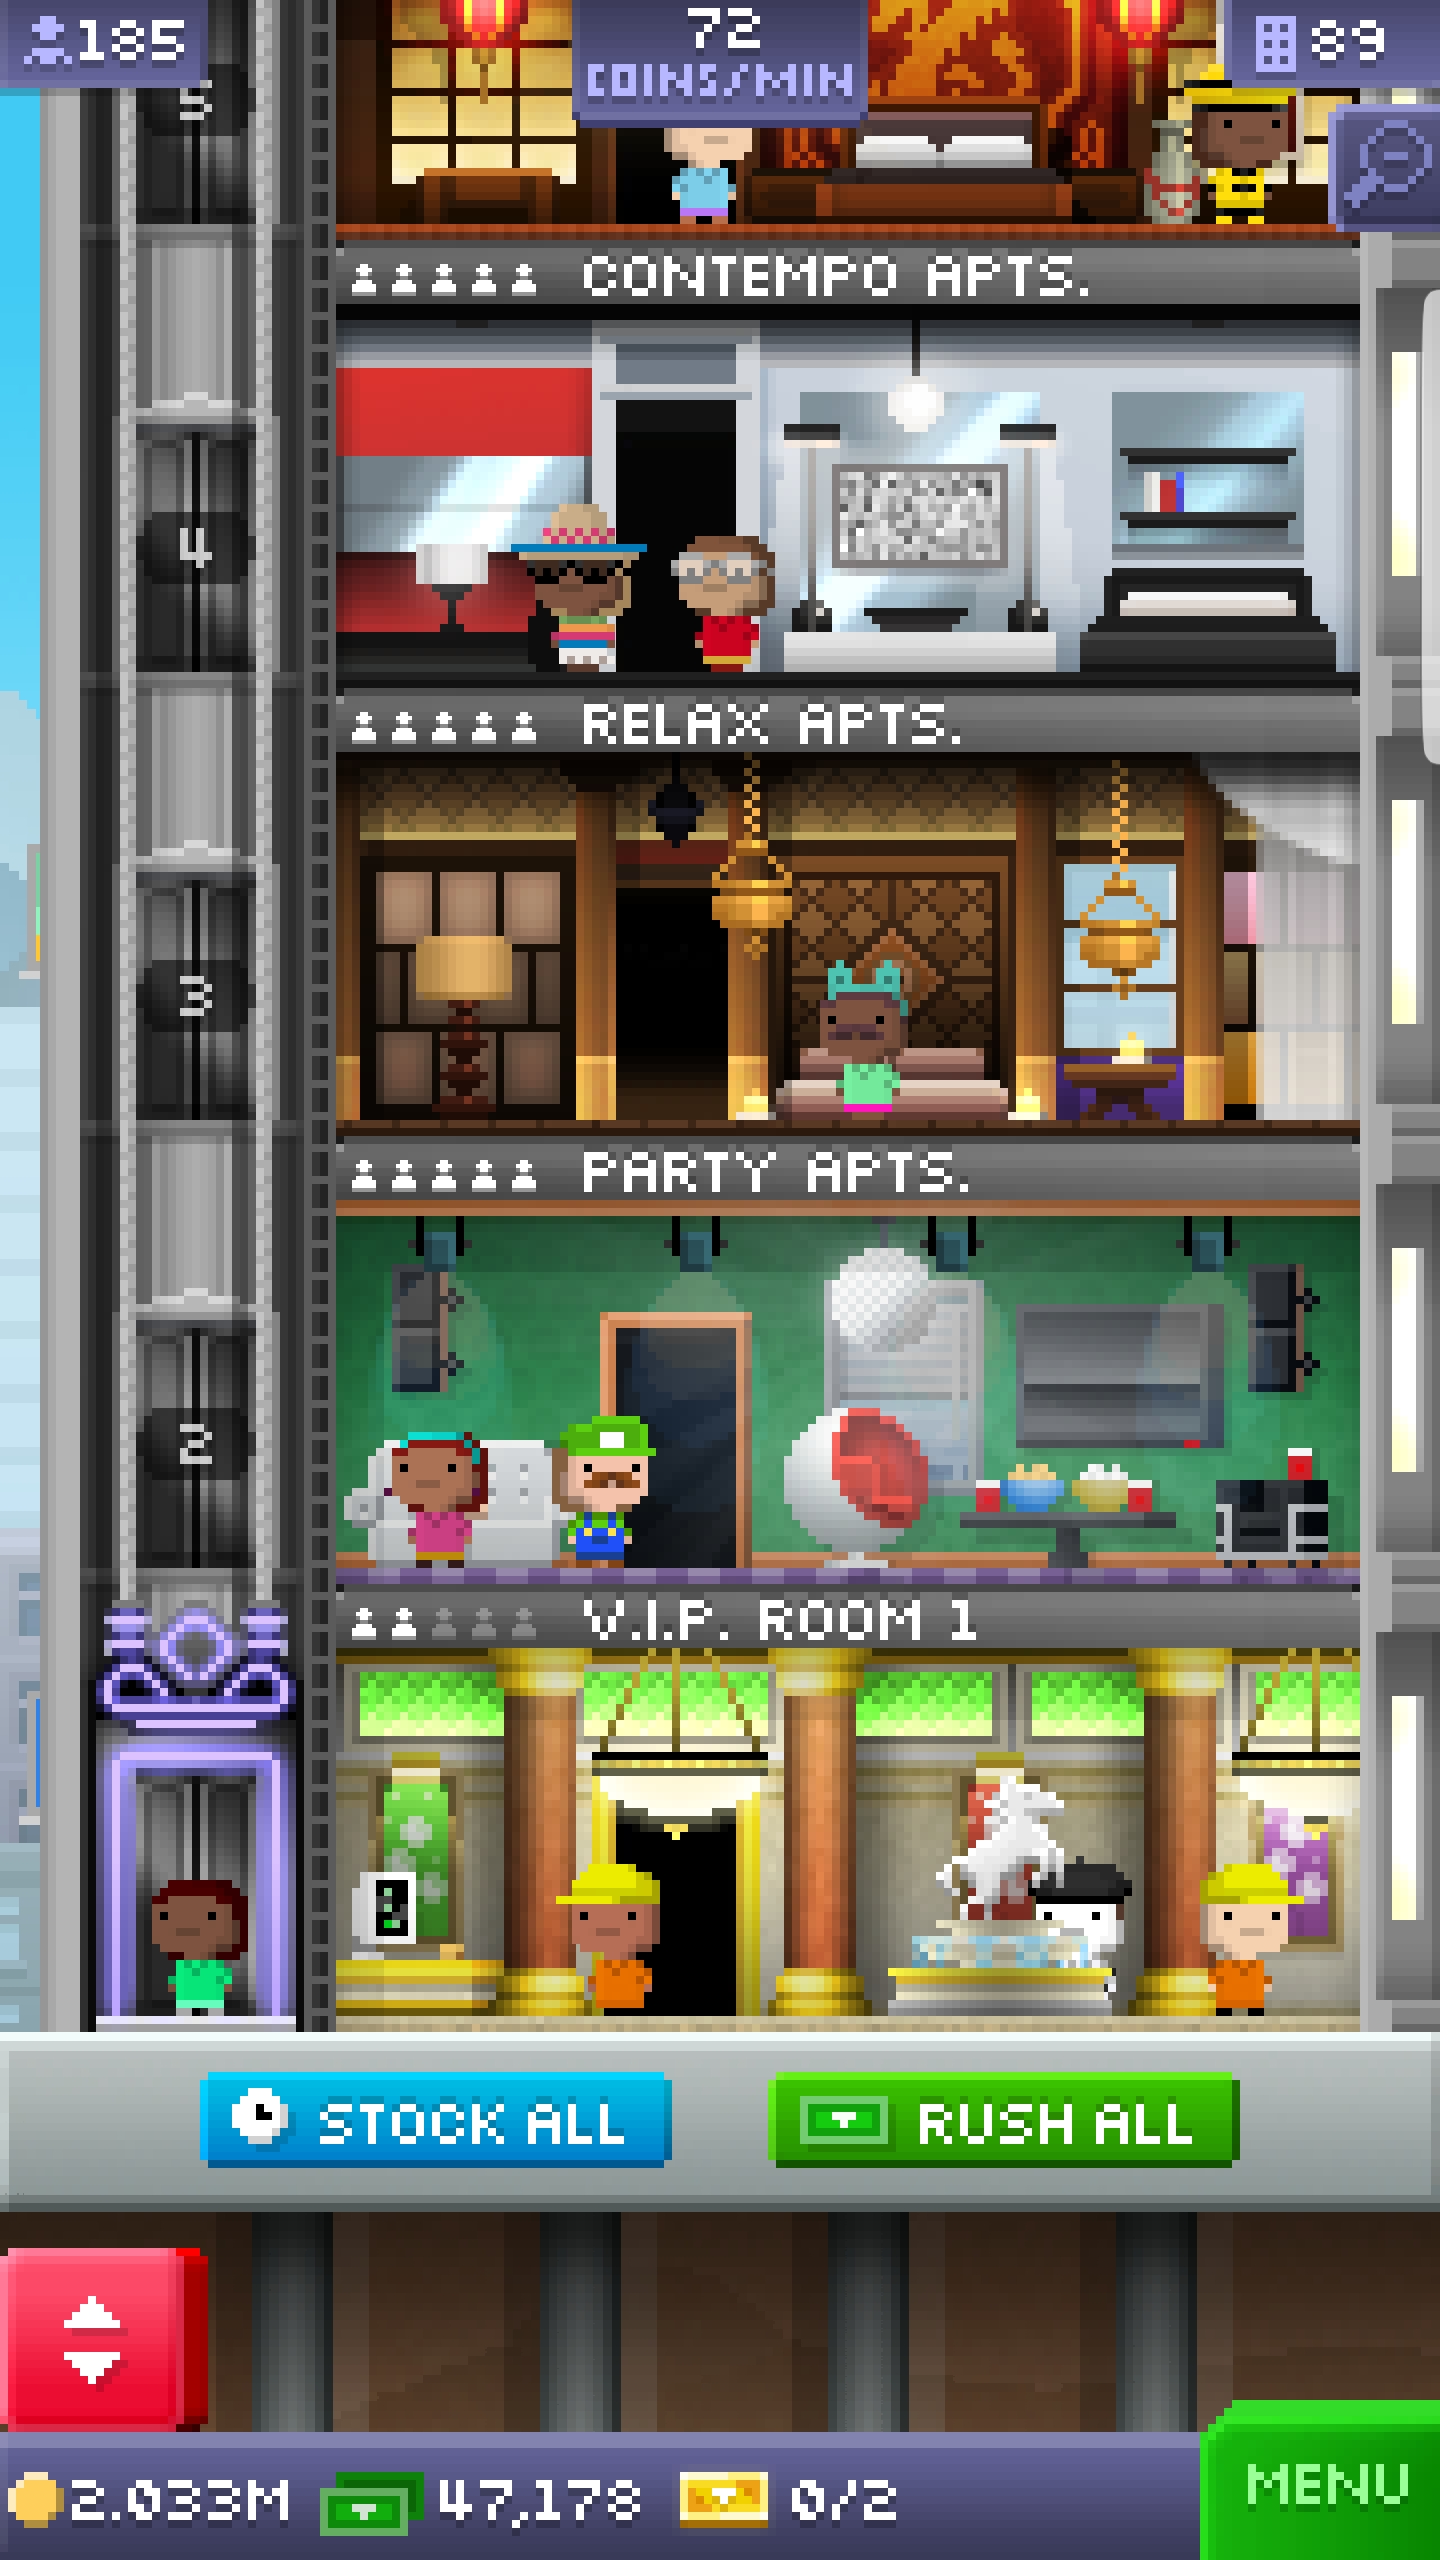 185
72
COINS/MIN
89
5
CONTEMPO APTS.
4
RELAX APTS.
3
PARTY APTS.
2
V.I.P. ROOM 1
STOCK ALL
RUSH ALL
2.033M
47,178
0/2
MENU